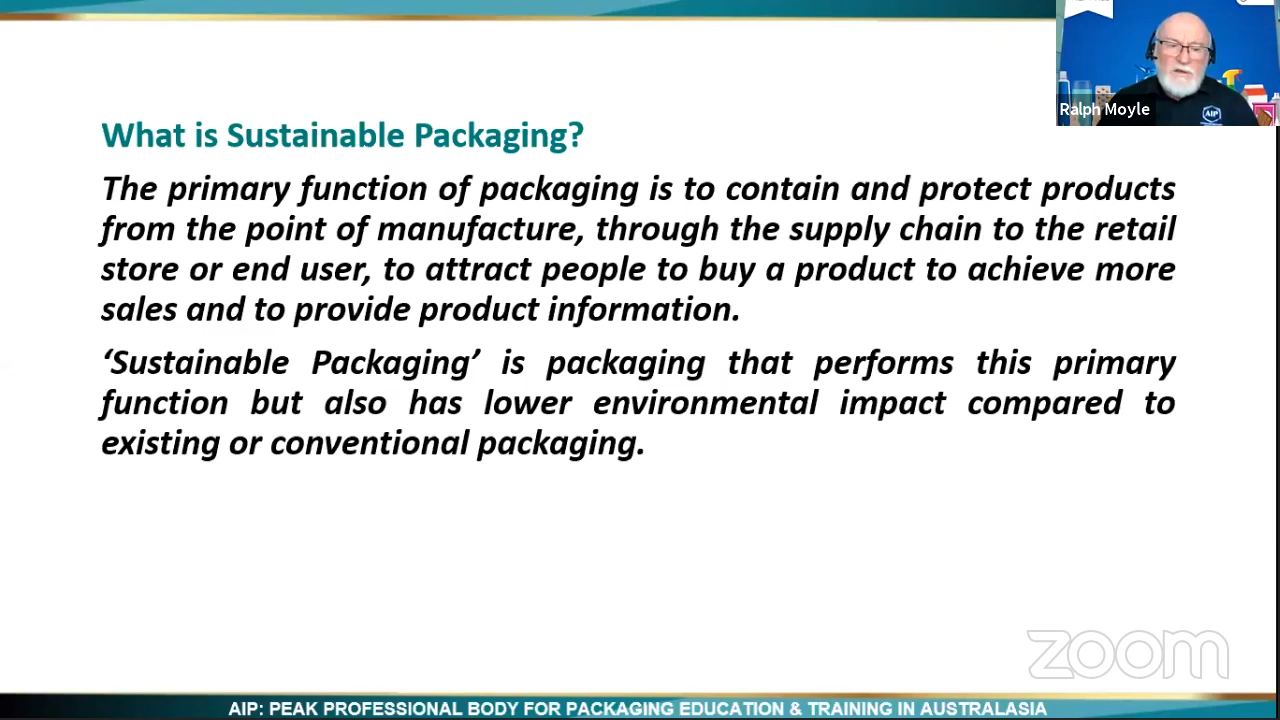 Ralph Moyle
AIP
What is Sustainable Packaging?
The primary function of packaging is to contain and protect products
from the point of manufacture, through the supply chain to the retail
store or end user, to attract people to buy a product to achieve more
sales and to provide product information.
‘Sustainable Packaging’ is packaging that performs this primary
function but also has lower environmental impact compared to
existing or conventional packaging.
zoom
AIP: PEAK PROFESSIONAL BODY FOR PACKAGING EDUCATION & TRAINING IN AUSTRALASIA